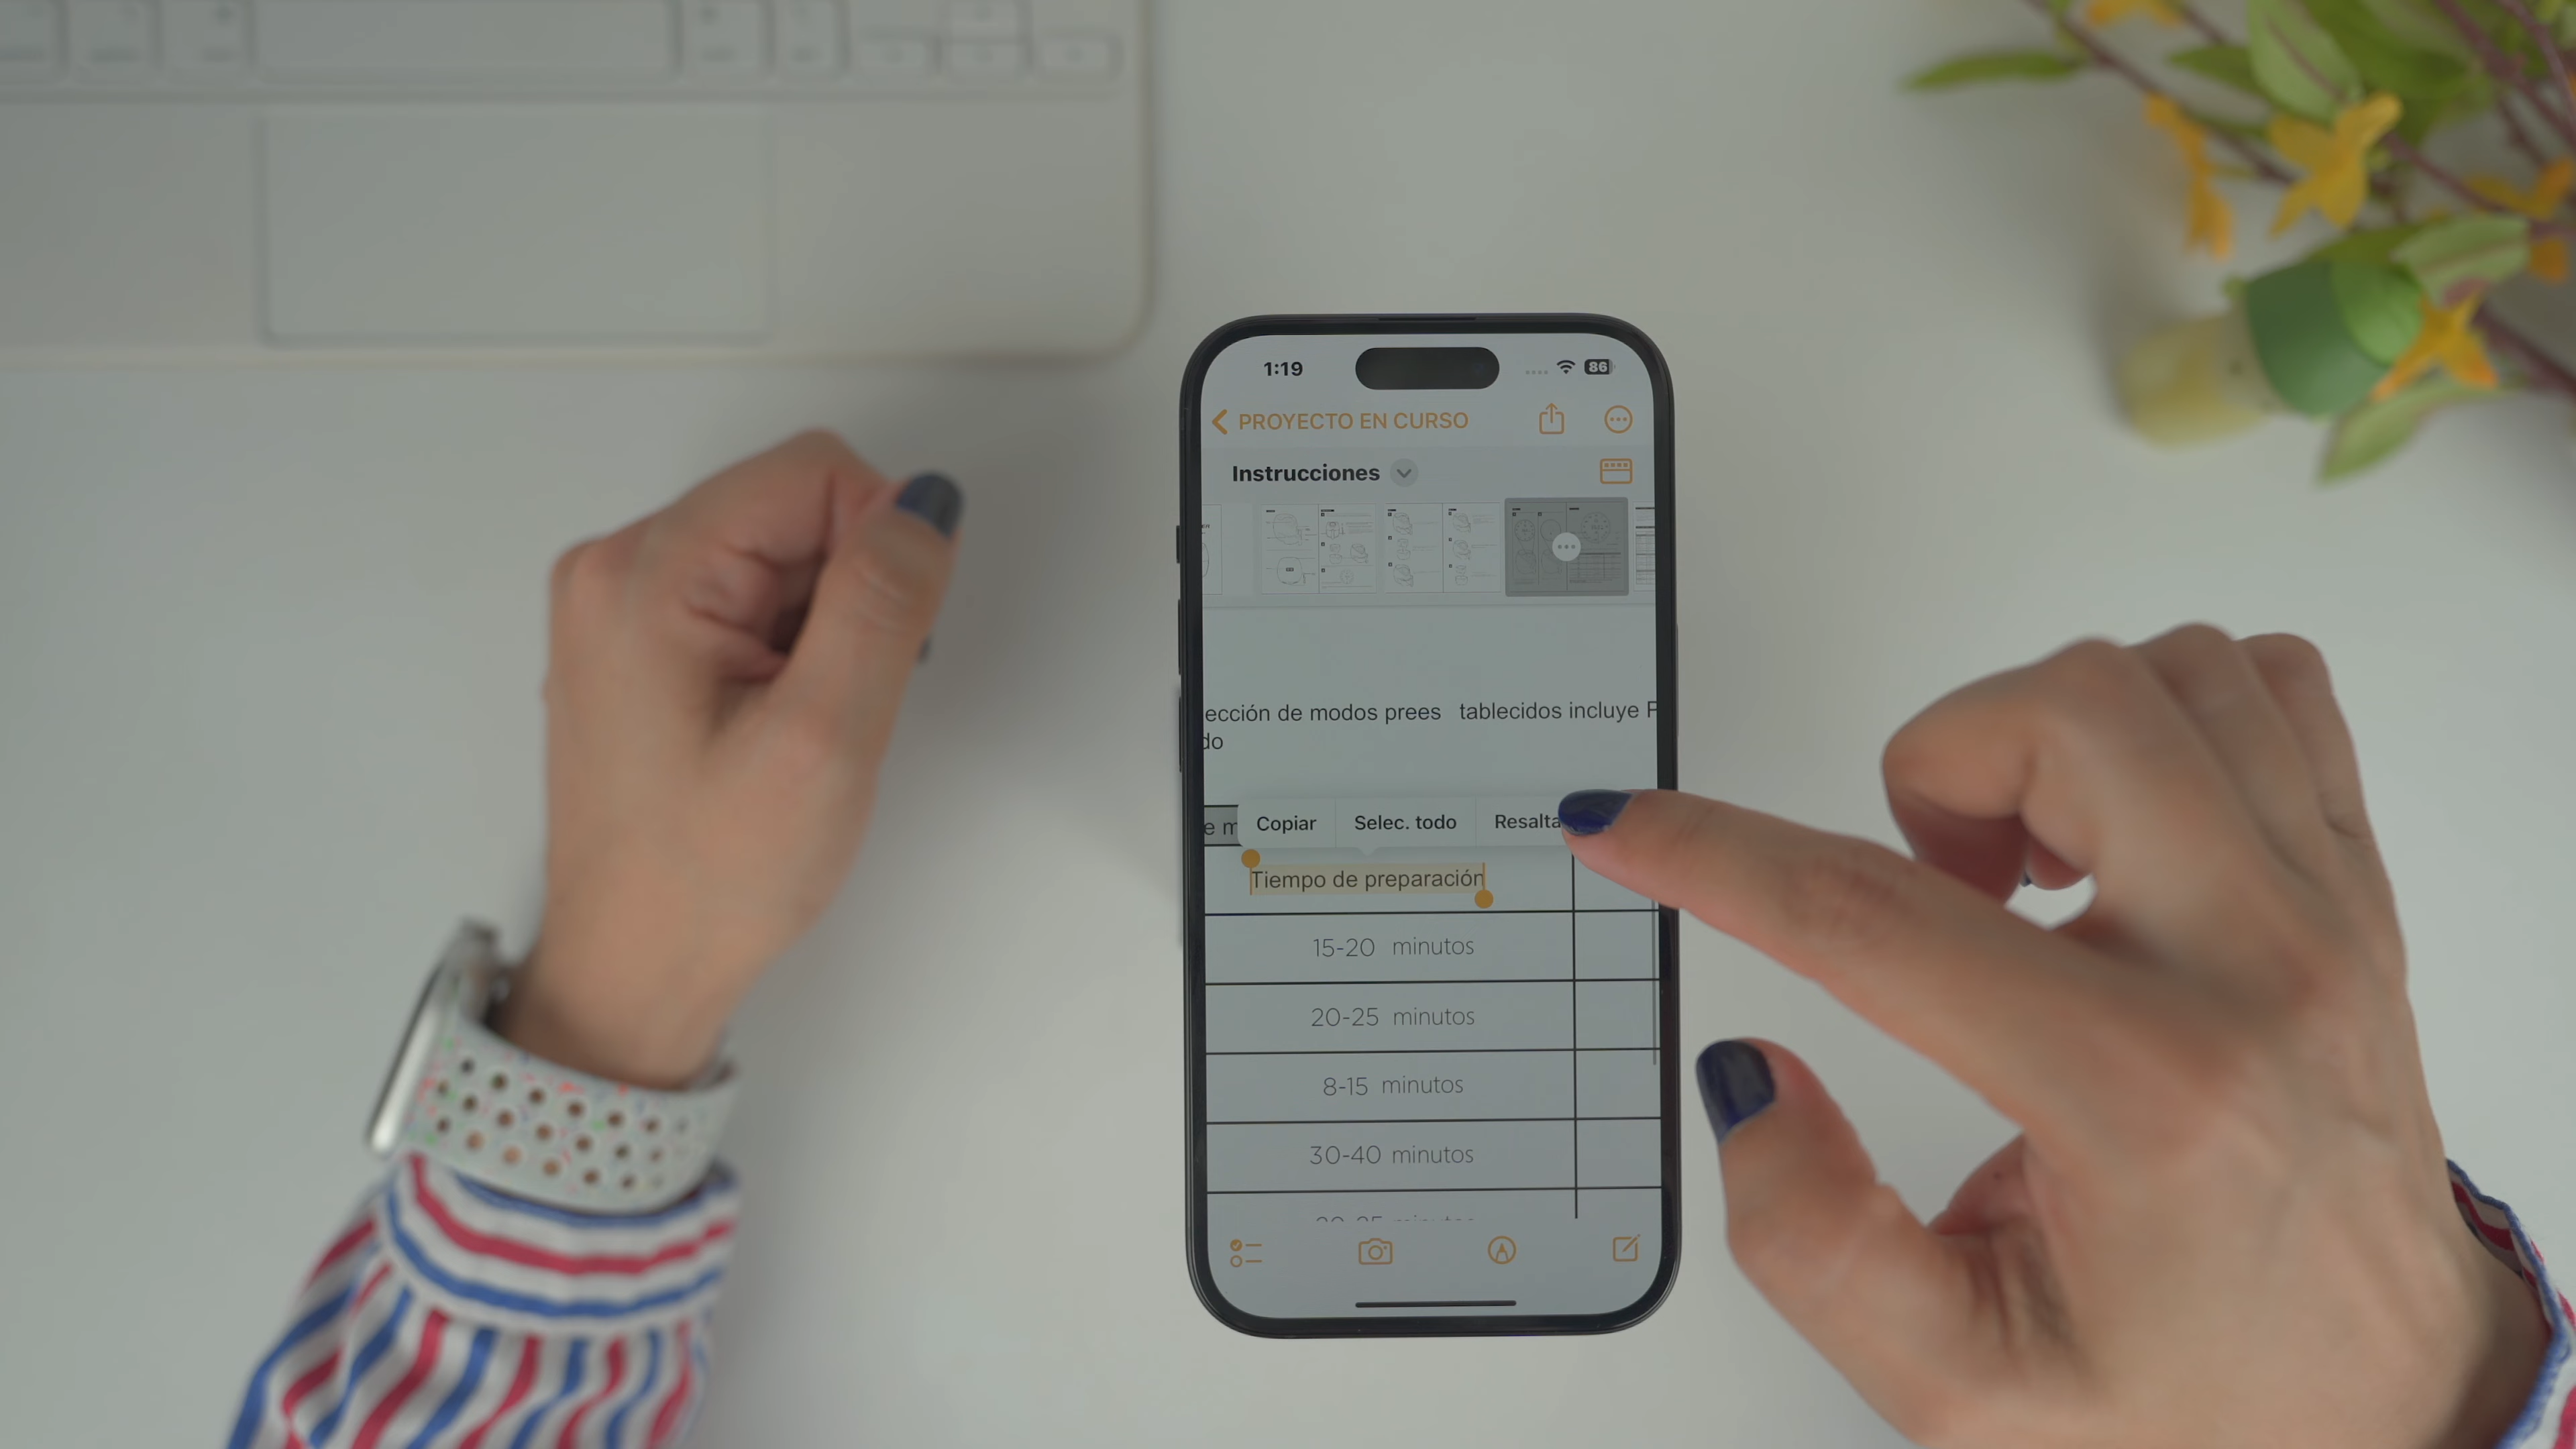 1:19
86
PROYECTO EN CURSO
Instrucciones
ección de modos prees tablecidos incluye F
do
e m
Copiar Selec. todo Resalta
Tiempo de preparación
15-20 minutos
20-25 minutos
8-15 minutos
30-40 minutos